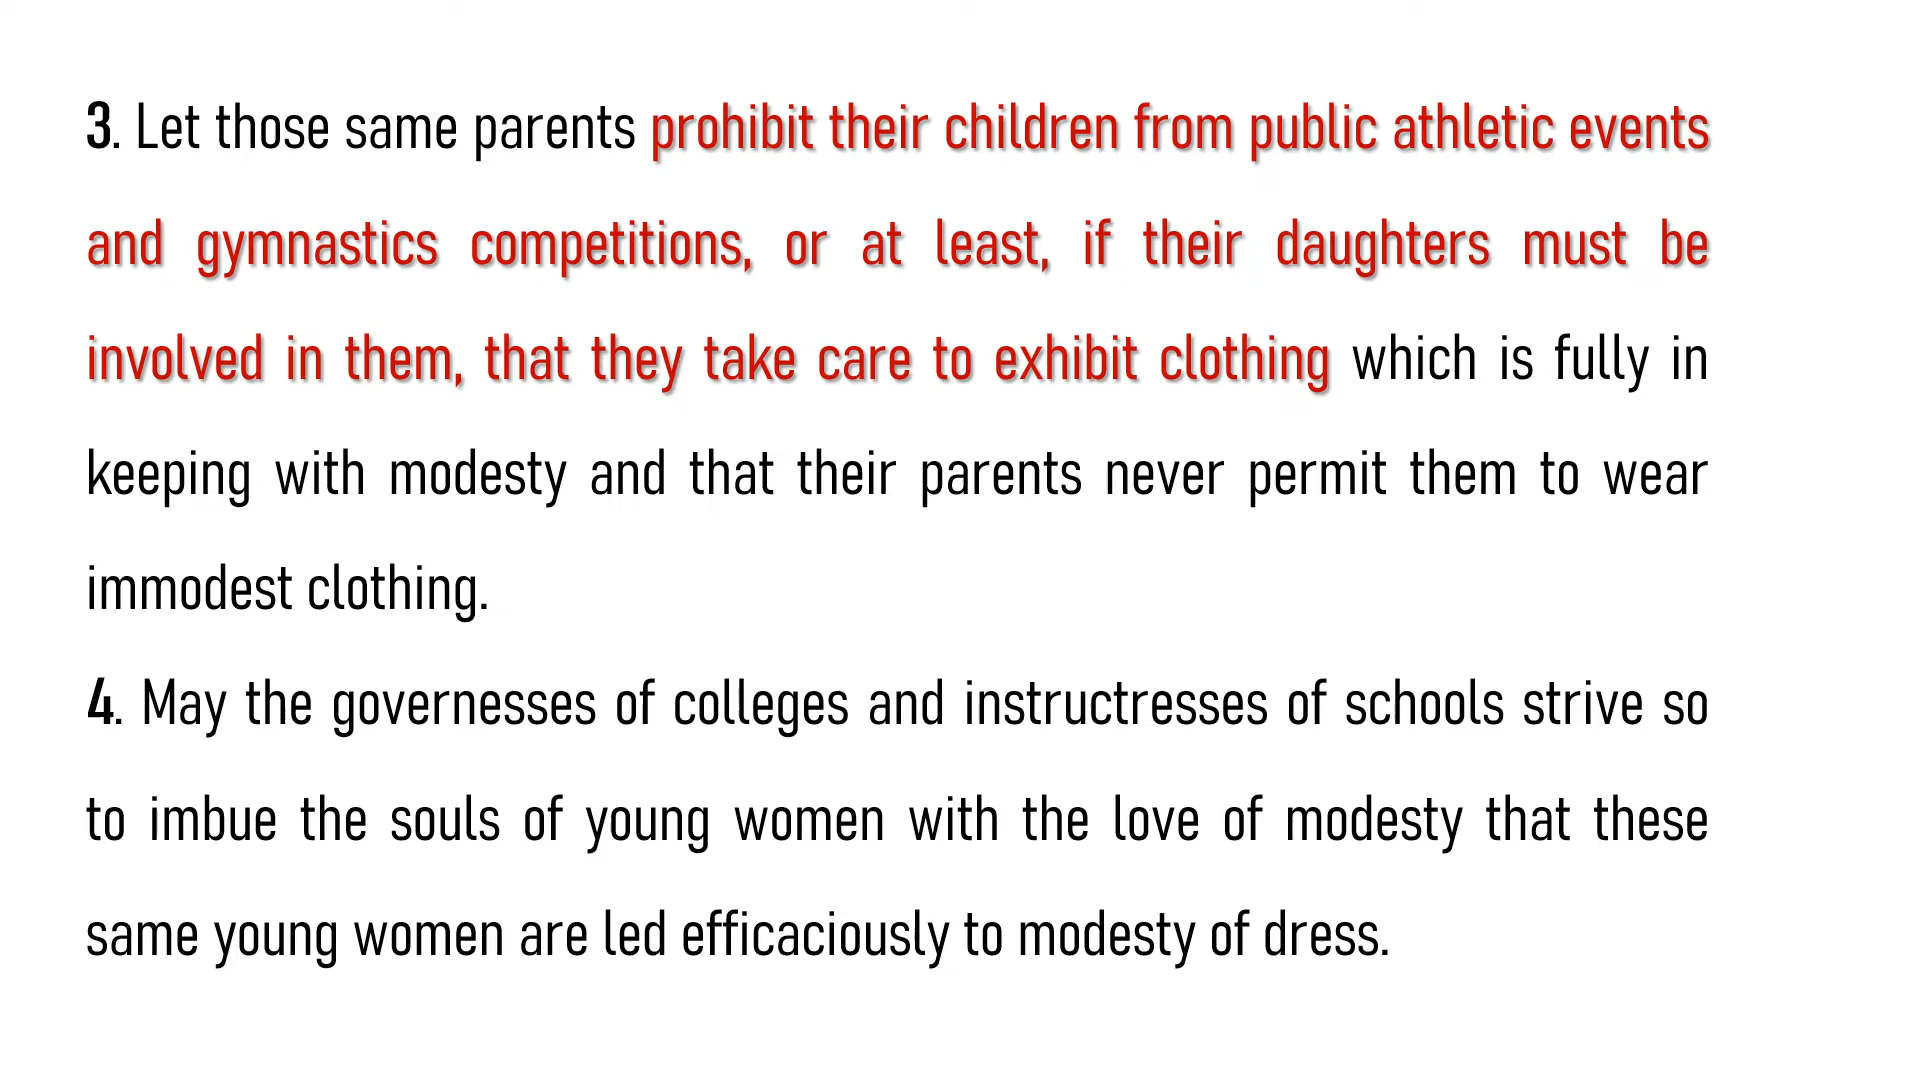 3. Let those same parents prohibit their children from public athletic events
and gymnastics competitions, or at least, if their daughters must be
involved in them, that they take care to exhibit clothing which is fully in
keeping with modesty and that their parents never permit them to wear
immodest clothing.
4. May the governesses of colleges and instructresses of schools strive so
to imbue the souls of young women with the love of modesty that these
same young women are led efficaciously to modesty of dress.